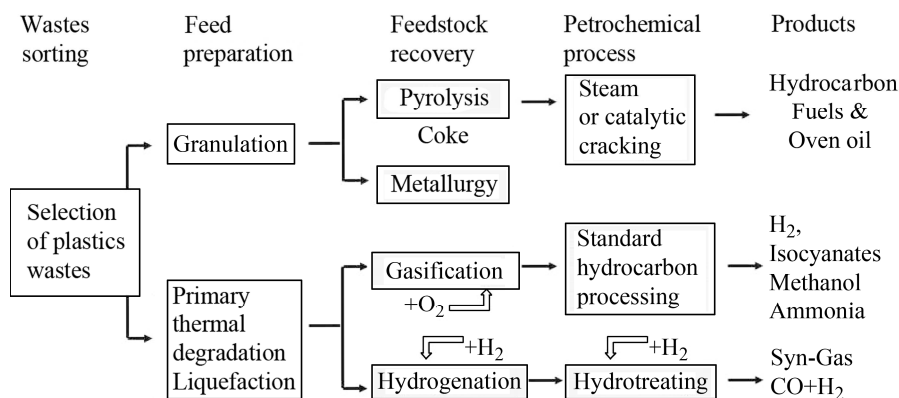 Wastes
sorting
Feed
preparation
Feedstock
recovery
Petrochemical
process
Products
Selection
of plastics
wastes
Granulation
Pyrolysis
Coke
Metallurgy
Steam
or catalytic
cracking
Hydrocarbon
Fuels &
Oven oil
Primary
thermal
degradation
Liquefaction
Gasification
+O₂
Standard
hydrocarbon
processing
H₂,
Isocyanates
Methanol
Ammonia
+H₂
Hydrogenation
+H₂
Hydrotreating
Syn-Gas
CO+H₂